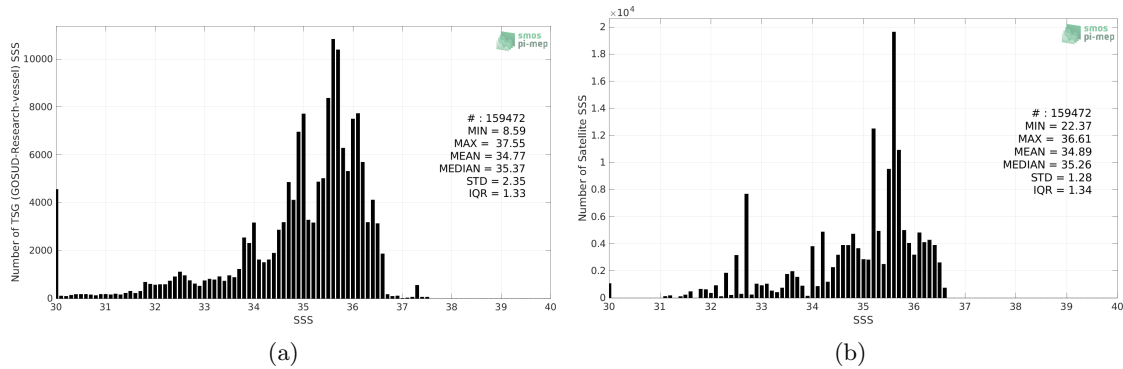 Number of TSG (GOSUD-Research-vessel) SSS
10000
8000
6000
4000
2000
0
30 31 32 33 34 35 36 37 38 39 40
SSS
smos
pi-mep
# : 159472
MIN = 8.59
MAX = 37.55
MEAN = 34.77
MEDIAN = 35.37
STD = 2.35
IQR = 1.33
(a)
×10⁴
Number of Satellite SSS
2
1.8
1.6
1.4
1.2
1
0.8
0.6
0.4
0.2
0
30 31 32 33 34 35 36 37 38 39 40
SSS
smos
pi-mep
# : 159472
MIN = 22.37
MAX = 36.61
MEAN = 34.89
MEDIAN = 35.26
STD = 1.28
IQR = 1.34
(b)